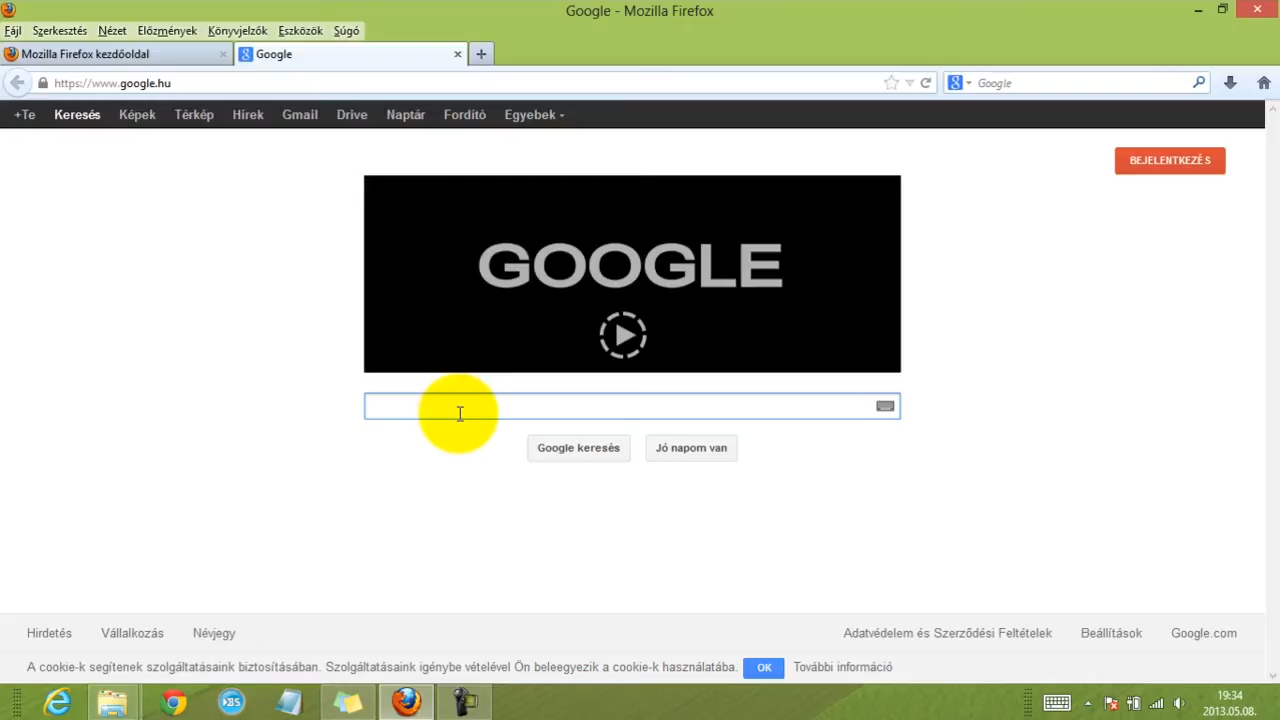 Google - Mozilla Firefox
Fájl Szerkesztés Nézet Előzmények Könyvjelzők Eszközök Súgó
Mozilla Firefox kezdőoldal Google
https://www.google.hu Google
+Te Keresés Képek Térkép Hírek Gmail Drive Naptár Fordító Egyebek
BEJELENTKEZÉS
GOOGLE
Google keresés Jó napom van
Hirdetés Vállalkozás Névjegy Adatvédelem és Szerződési Feltételek Beállítások Google.com
A cookie-k segítenek szolgáltatásaink biztosításában. Szolgáltatásaink igénybe vételével Ön beleegyezik a cookie-k használatába. OK További információ
19:34
2013.05.08.